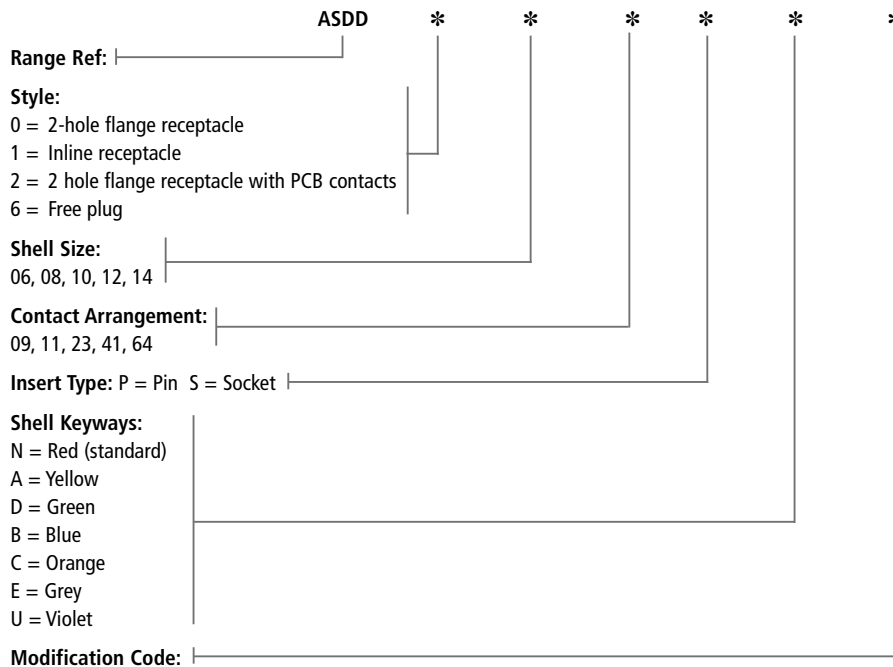 ASDD * * * * *
Range Ref:
Style:
0 = 2-hole flange receptacle
1 = Inline receptacle
2 = 2 hole flange receptacle with PCB contacts
6 = Free plug
Shell Size:
06, 08, 10, 12, 14
Contact Arrangement:
09, 11, 23, 41, 64
Insert Type: P = Pin S = Socket
Shell Keyways:
N = Red (standard)
A = Yellow
D = Green
B = Blue
C = Orange
E = Grey
U = Violet
Modification Code: